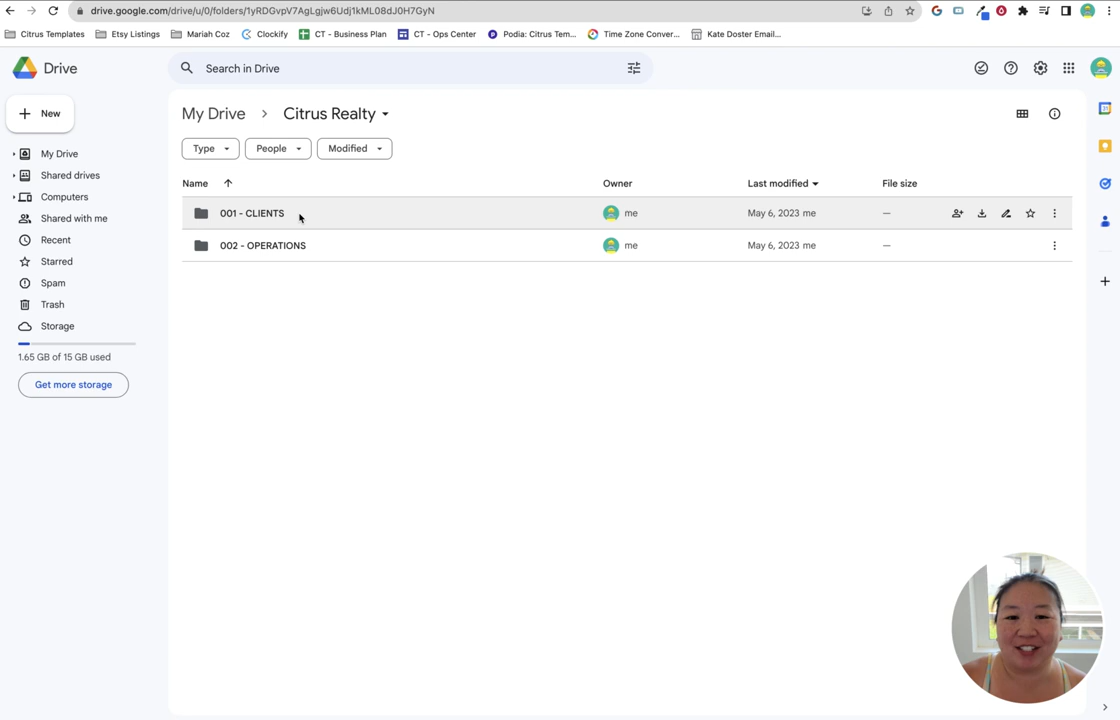 drive.google.com/drive/u/0/folders/1yRDGvpV7AgLgjw6Udj1kML08dJ0H7GyN
Citrus Templates
Etsy Listings
Mariah Coz
Clockify
CT - Business Plan
CT - Ops Center
Podia: Citrus Tem...
Time Zone Conver...
Kate Doster Email...
Drive
Search in Drive
New
My Drive
Shared drives
Computers
Shared with me
Recent
Starred
Spam
Trash
Storage
1.65 GB of 15 GB used
Get more storage
My Drive > Citrus Realty
Type People Modified
Name Owner Last modified File size
001 - CLIENTS me May 6, 2023 me —
002 - OPERATIONS me May 6, 2023 me —